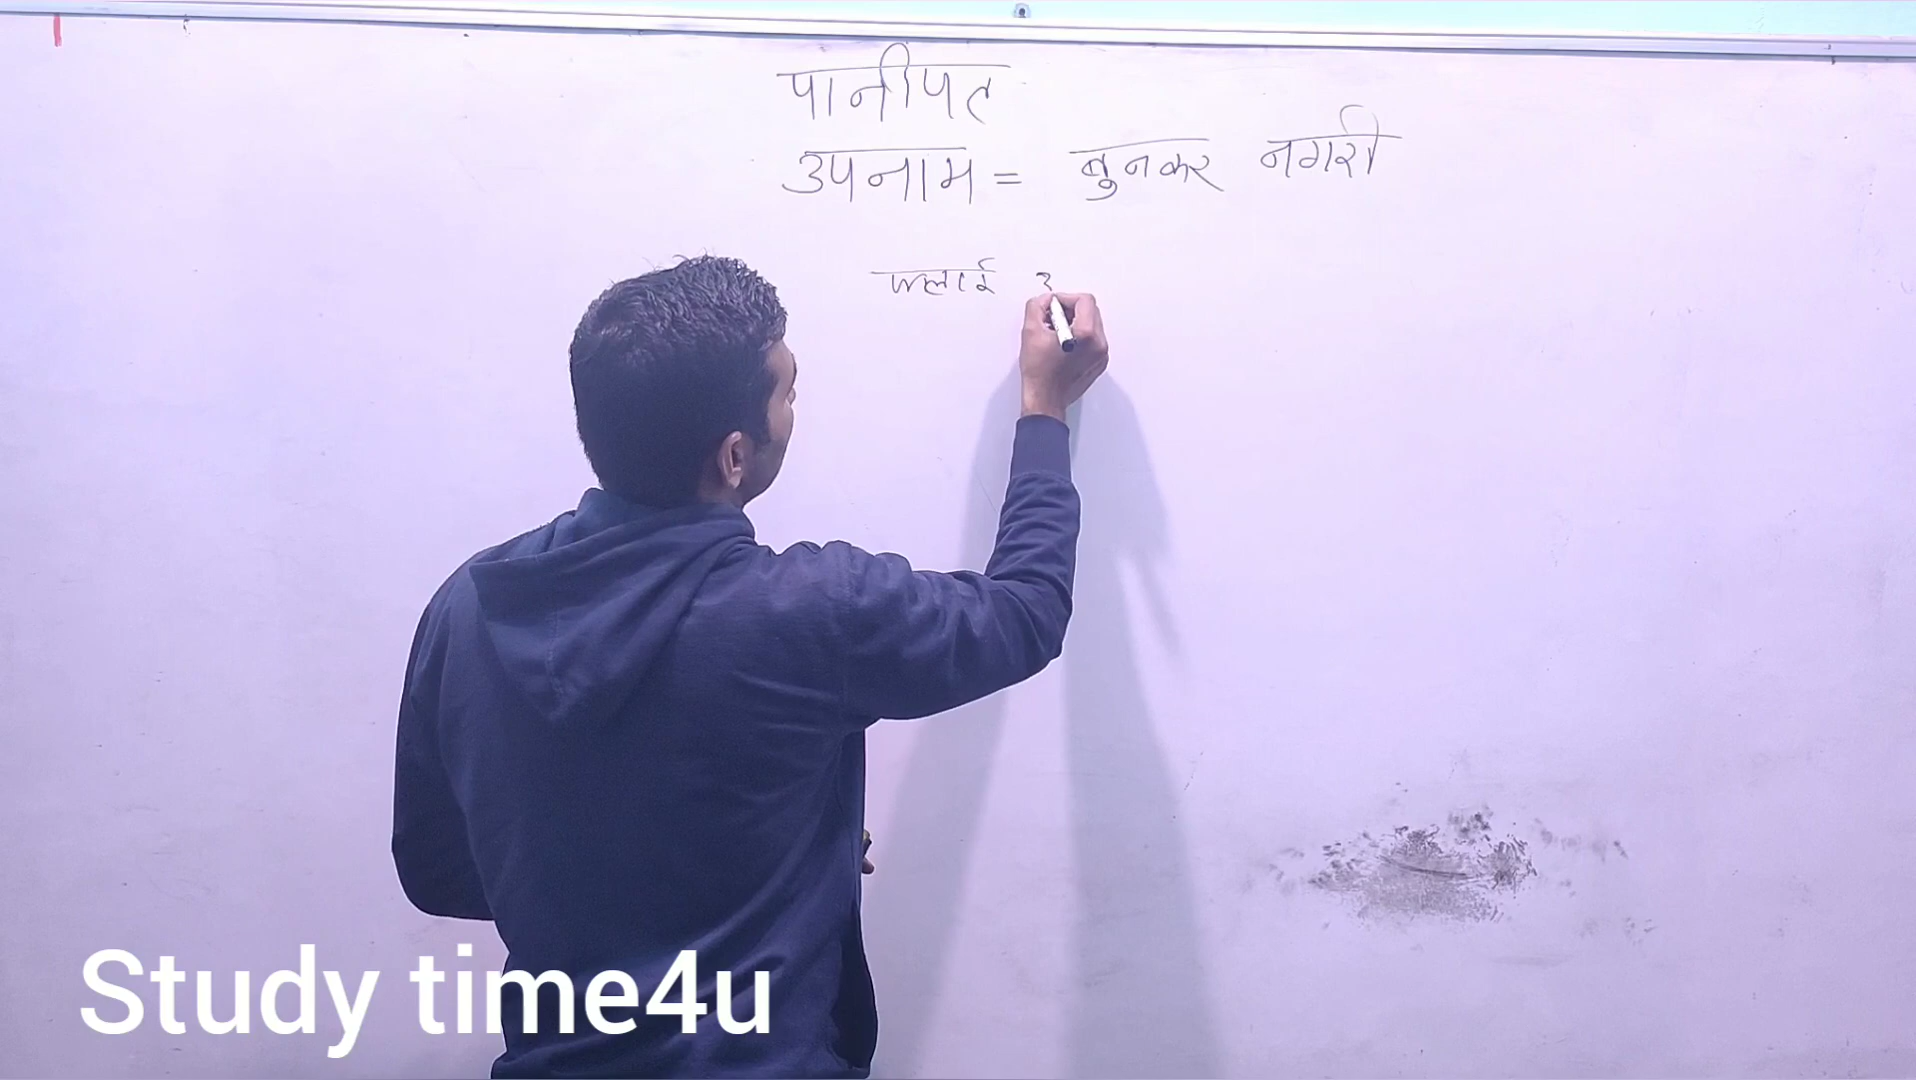 पानीपत
उपनाम = बुनकर नगरी
फ्लाई
Study time4u